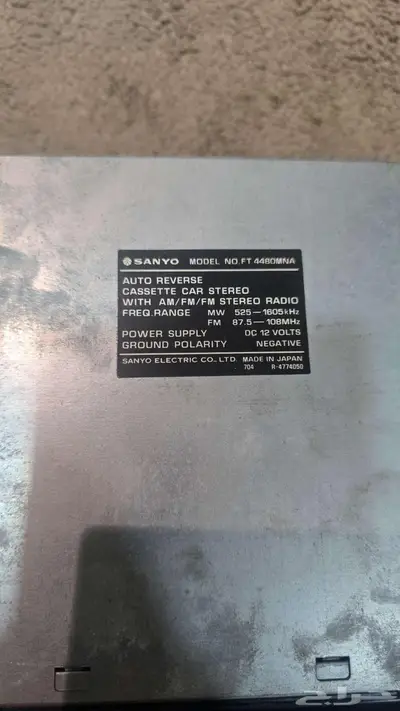 SANYO MODEL NO. FT 4480MNA
AUTO REVERSE
CASSETTE CAR STEREO
WITH AM/FM/FM STEREO RADIO
FREQ.RANGE MW 525—1605kHz
FM 87.5—108MHz
POWER SUPPLY DC 12 VOLTS
GROUND POLARITY NEGATIVE
SANYO ELECTRIC CO., LTD. MADE IN JAPAN
704 R-4774050
حراج